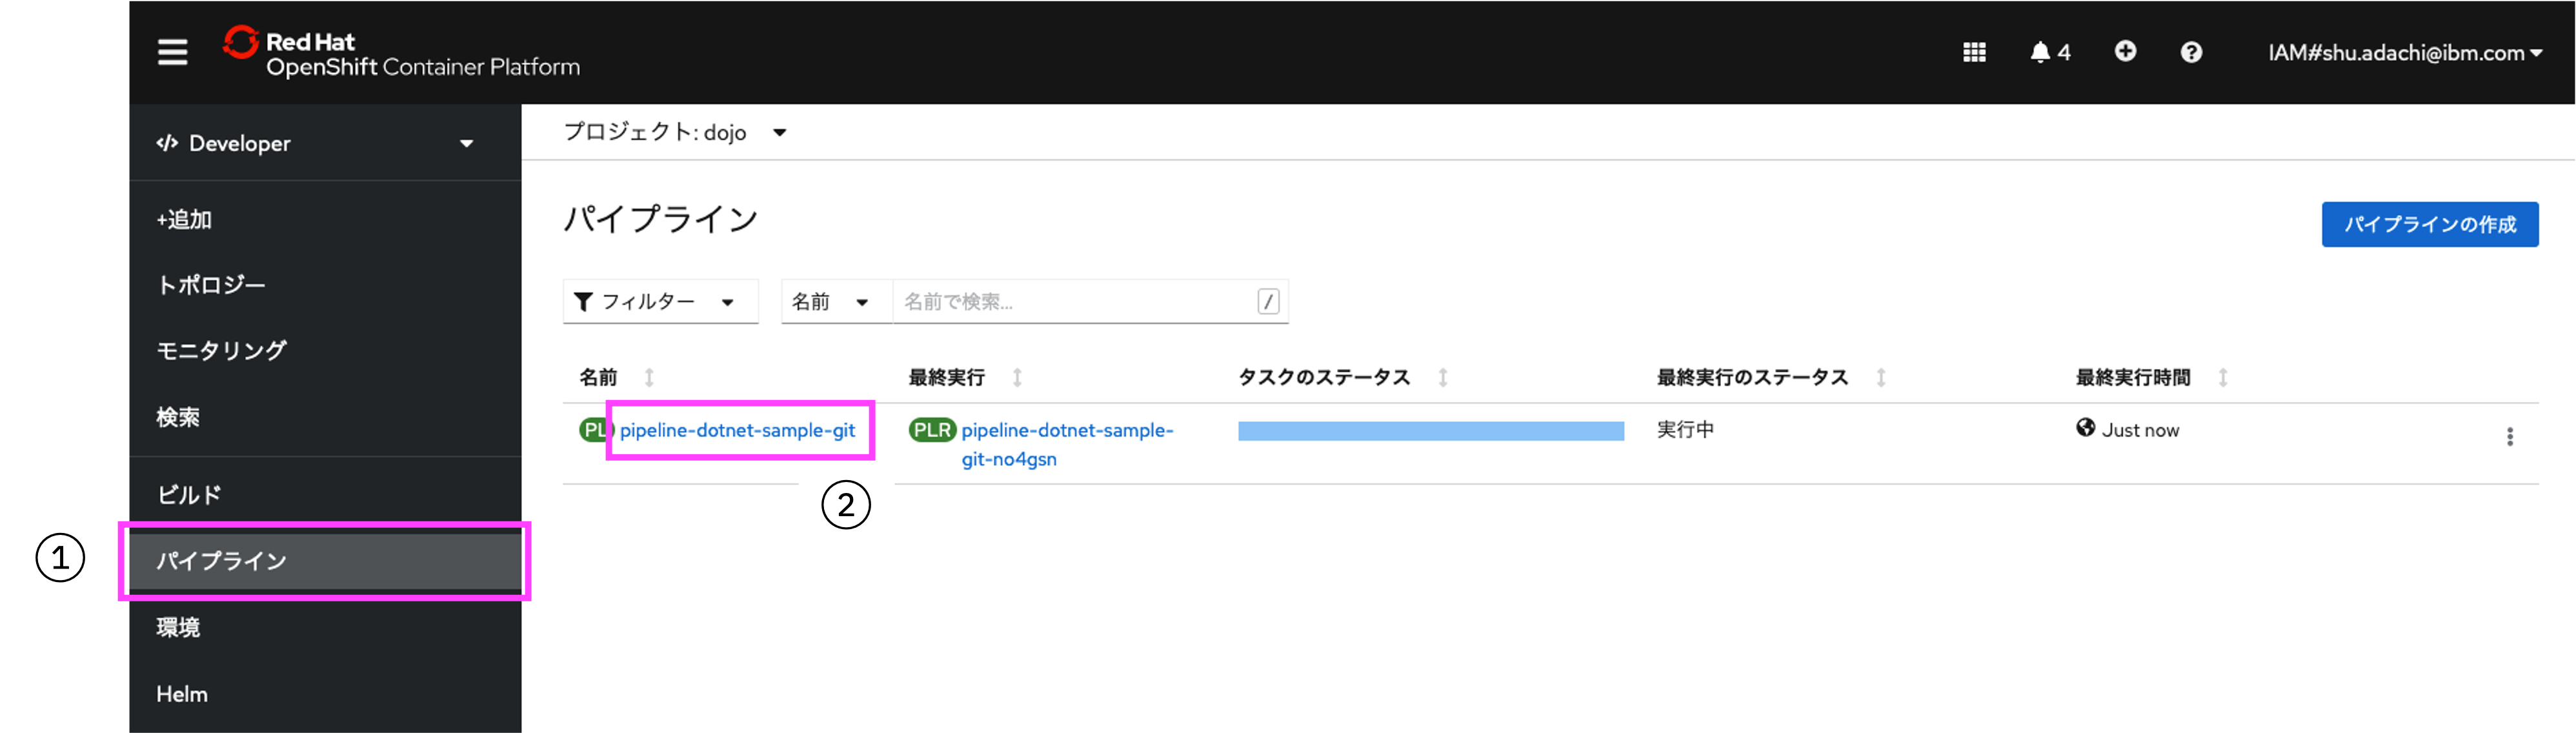 Red Hat
OpenShift Container Platform
4
IAM#shu.adachi@ibm.com
Developer
プロジェクト: dojo
+追加
トポロジー
モニタリング
検索
ビルド
① パイプライン
環境
Helm
パイプライン
パイプラインの作成
フィルター 名前 名前で検索... /
名前 最終実行 タスクのステータス 最終実行のステータス 最終実行時間
PL pipeline-dotnet-sample-git PLR pipeline-dotnet-sample- 実行中 Just now
git-no4gsn
②